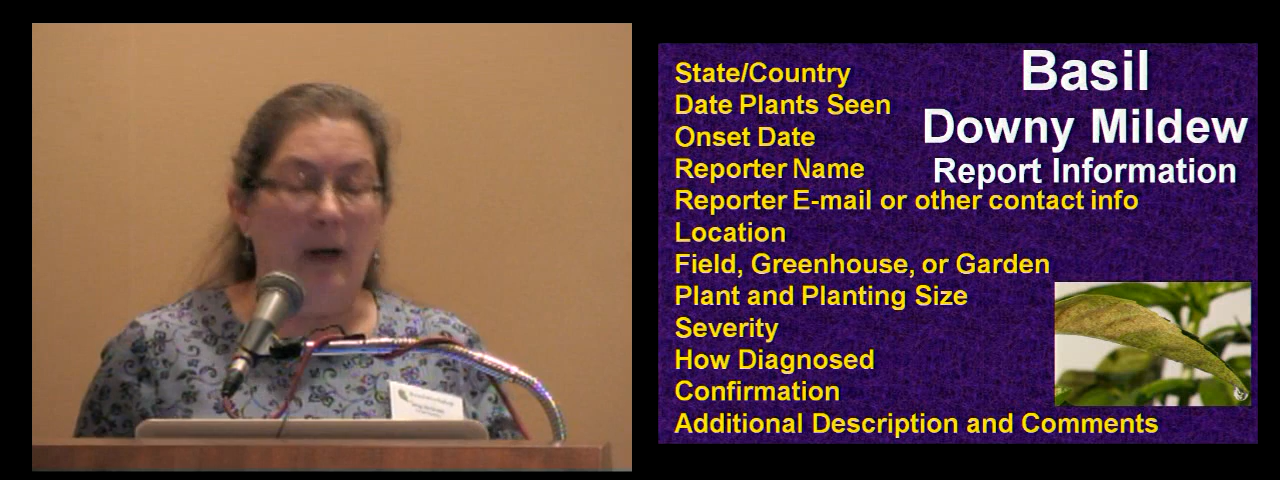 Basil
Downy Mildew
Report Information
State/Country
Date Plants Seen
Onset Date
Reporter Name
Reporter E-mail or other contact info
Location
Field, Greenhouse, or Garden
Plant and Planting Size
Severity
How Diagnosed
Confirmation
Additional Description and Comments